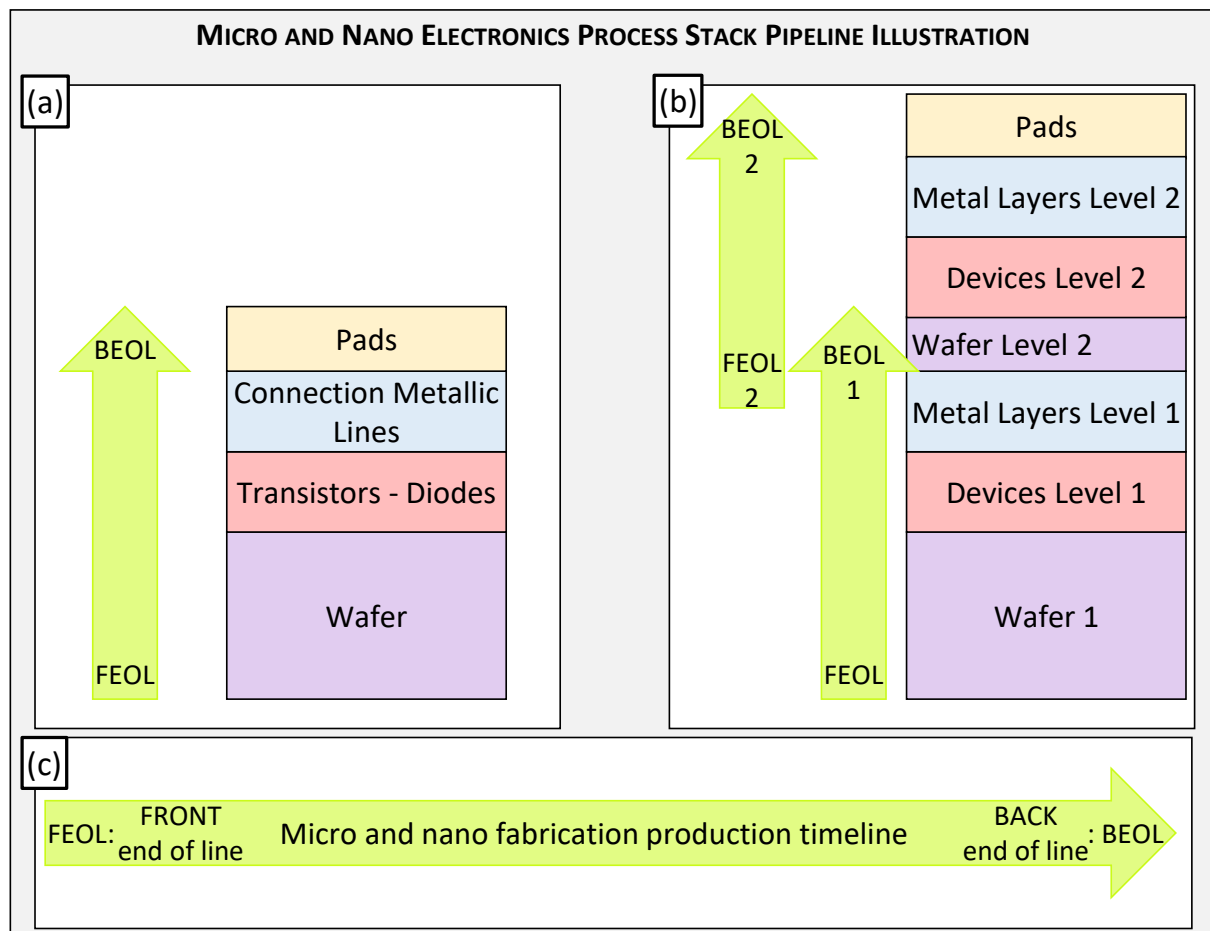 MICRO AND NANO ELECTRONICS PROCESS STACK PIPELINE ILLUSTRATION
(a)
BEOL
FEOL
Pads
Connection Metallic
Lines
Transistors - Diodes
Wafer
(b)
BEOL
2
FEOL
2
BEOL
1
FEOL
Pads
Metal Layers Level 2
Devices Level 2
Wafer Level 2
Metal Layers Level 1
Devices Level 1
Wafer 1
(c)
FEOL: FRONT
end of line
Micro and nano fabrication production timeline
BACK
end of line : BEOL